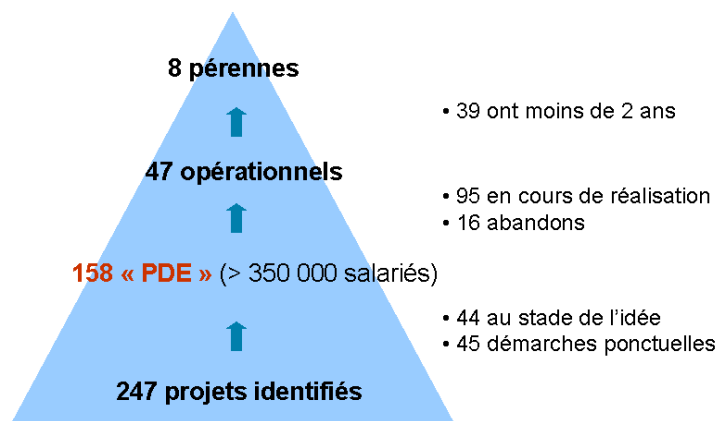 8 pérennes
• 39 ont moins de 2 ans
47 opérationnels
• 95 en cours de réalisation
• 16 abandons
158 « PDE » (> 350 000 salariés)
• 44 au stade de l'idée
• 45 démarches ponctuelles
247 projets identifiés